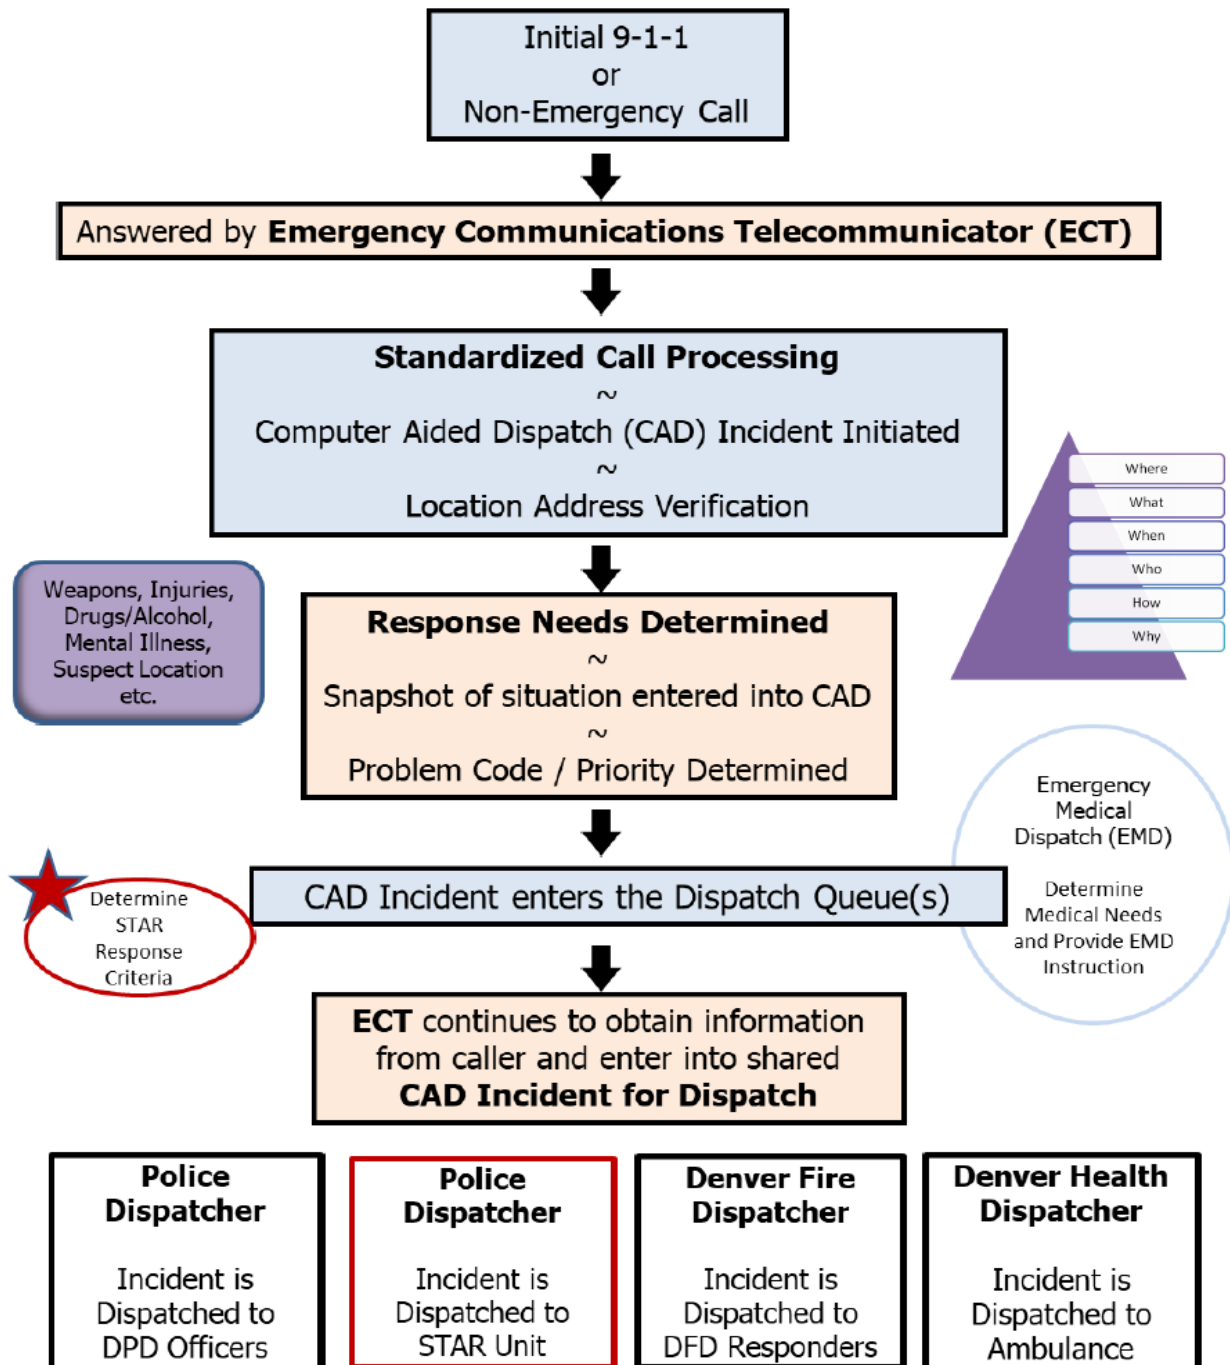 Initial 9-1-1
or
Non-Emergency Call
Answered by Emergency Communications Telecommunicator (ECT)
Standardized Call Processing
~
Computer Aided Dispatch (CAD) Incident Initiated
~
Location Address Verification
Where
What
When
Who
How
Why
Weapons, Injuries,
Drugs/Alcohol,
Mental Illness,
Suspect Location
etc.
Response Needs Determined
~
Snapshot of situation entered into CAD
~
Problem Code / Priority Determined
Emergency
Medical
Dispatch (EMD)
Determine
Medical Needs
and Provide EMD
Instruction
Determine
STAR
Response
Criteria
CAD Incident enters the Dispatch Queue(s)
ECT continues to obtain information
from caller and enter into shared
CAD Incident for Dispatch
Police
Dispatcher
Incident is
Dispatched to
DPD Officers
Police
Dispatcher
Incident is
Dispatched to
STAR Unit
Denver Fire
Dispatcher
Incident is
Dispatched to
DFD Responders
Denver Health
Dispatcher
Incident is
Dispatched to
Ambulance